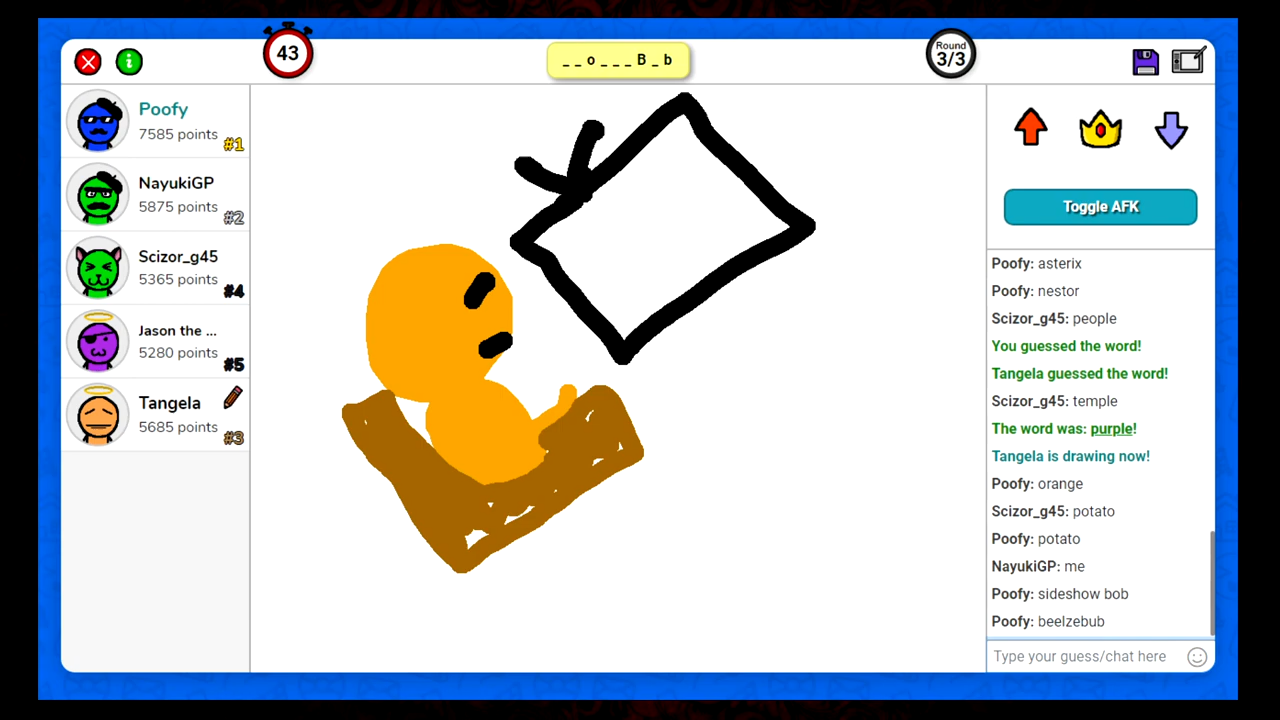 43
_ _ o _ _ _ B _ b
Round
3/3
Poofy
7585 points
#1
NayukiGP
5875 points
#2
Scizor_g45
5365 points
#4
Jason the ...
5280 points
#5
Tangela
5685 points
#3
Toggle AFK
Poofy: asterix
Poofy: nestor
Scizor_g45: people
You guessed the word!
Tangela guessed the word!
Scizor_g45: temple
The word was: purple!
Tangela is drawing now!
Poofy: orange
Scizor_g45: potato
Poofy: potato
NayukiGP: me
Poofy: sideshow bob
Poofy: beelzebub
Type your guess/chat here